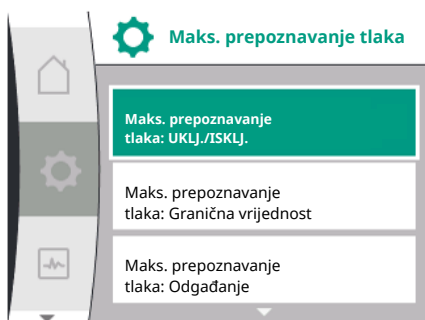 Maks. prepoznavanje tlaka
Maks. prepoznavanje
tlaka: UKLJ./ISKLJ.
Maks. prepoznavanje
tlaka: Granična vrijednost
Maks. prepoznavanje
tlaka: Odgađanje